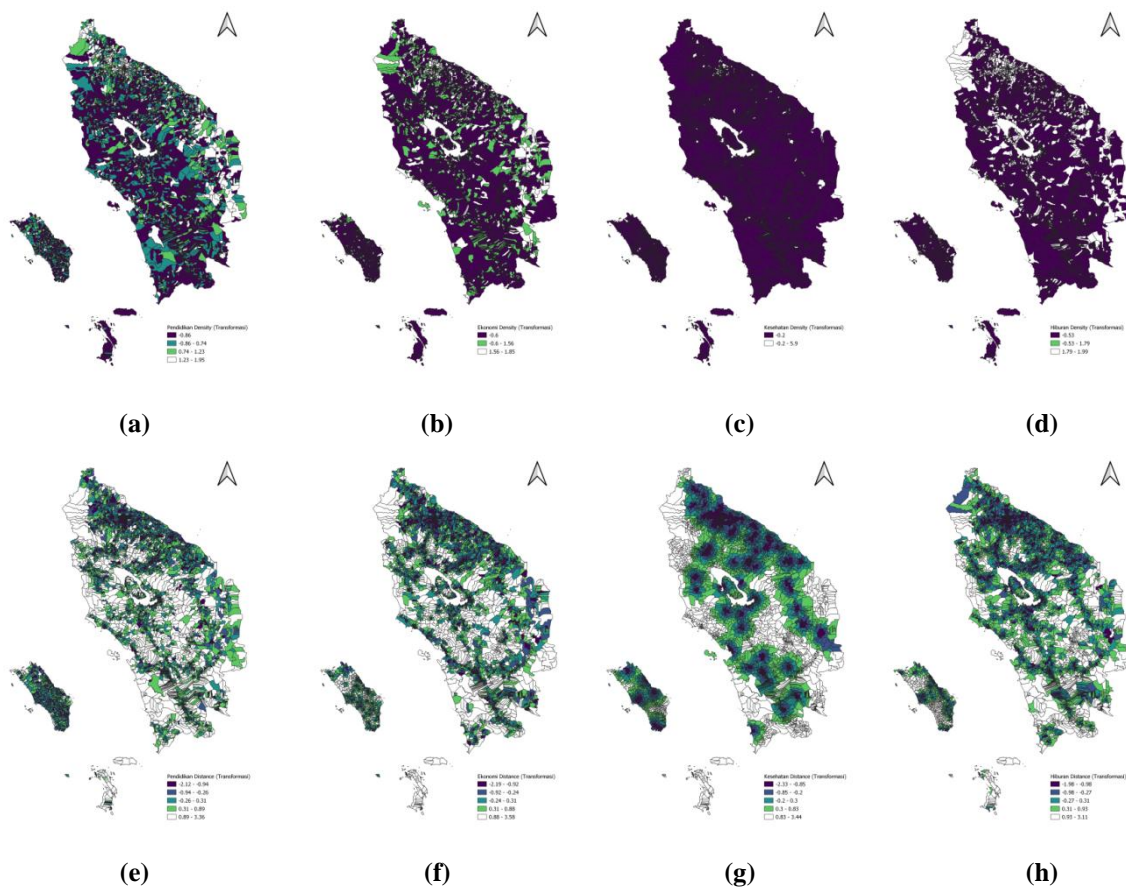 Pendidikan Density (Transformasi)
-0.86
-0.86 - 0.74
0.74 - 1.23
1.23 - 1.95
Ekonomi Density (Transformasi)
-0.6
-0.6 - 1.56
1.56 - 1.85
Kesehatan Density (Transformasi)
-0.2
-0.2 - 5.9
Hiburan Density (Transformasi)
-0.53
-0.53 - 1.79
1.79 - 1.99
(a)
(b)
(c)
(d)
Pendidikan Distance (Transformasi)
-2.12 - -0.94
-0.94 - -0.26
-0.26 - 0.31
0.31 - 0.89
0.89 - 3.36
Ekonomi Distance (Transformasi)
-2.19 - -0.92
-0.92 - -0.24
-0.24 - 0.31
0.31 - 0.88
0.88 - 3.58
Kesehatan Distance (Transformasi)
-2.33 - -0.85
-0.85 - -0.2
-0.2 - 0.3
0.3 - 0.83
0.83 - 3.44
Hiburan Distance (Transformasi)
-1.98 - -0.98
-0.98 - -0.27
-0.27 - 0.31
0.31 - 0.93
0.93 - 3.11
(e)
(f)
(g)
(h)